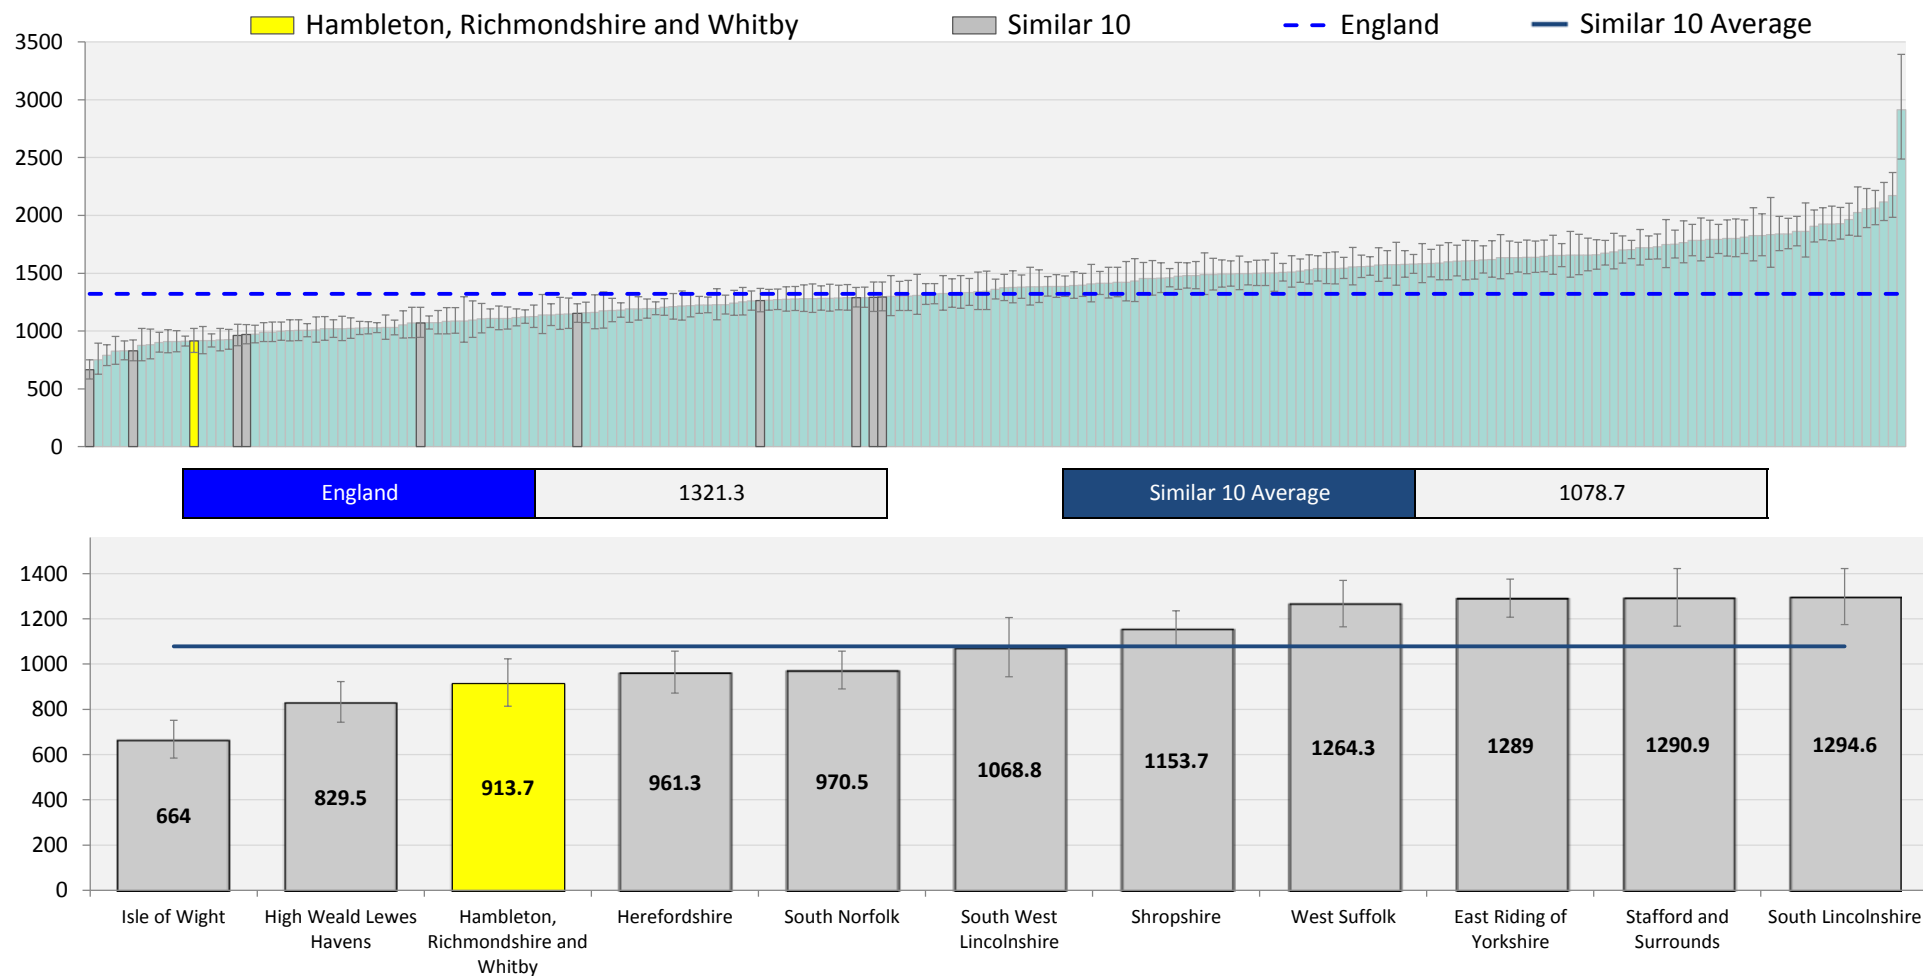 Hambleton, Richmondshire and Whitby
Similar 10
England
Similar 10 Average
3500
3000
2500
2000
1500
1000
500
0
England
1321.3
Similar 10 Average
1078.7
1400
1200
1000
800
600
400
200
0
664
829.5
913.7
961.3
970.5
1068.8
1153.7
1264.3
1289
1290.9
1294.6
Isle of Wight
High Weald Lewes
Havens
Hambleton,
Richmondshire and
Whitby
Herefordshire
South Norfolk
South West
Lincolnshire
Shropshire
West Suffolk
East Riding of
Yorkshire
Stafford and
Surrounds
South Lincolnshire